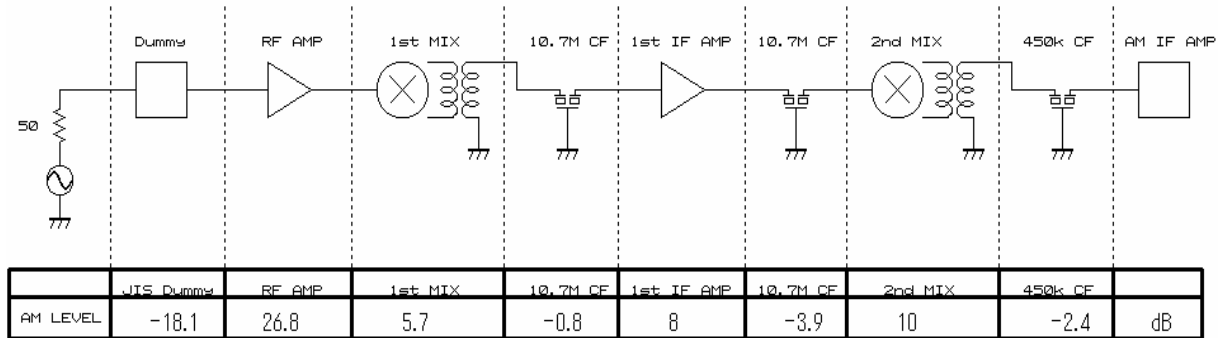 Dummy RF AMP 1st MIX 10.7M CF 1st IF AMP 10.7M CF 2nd MIX 450k CF AM IF AMP
50
JIS Dummy RF AMP 1st MIX 10.7M CF 1st IF AMP 10.7M CF 2nd MIX 450k CF
AM LEVEL -18.1 26.8 5.7 -0.8 8 -3.9 10 -2.4 dB